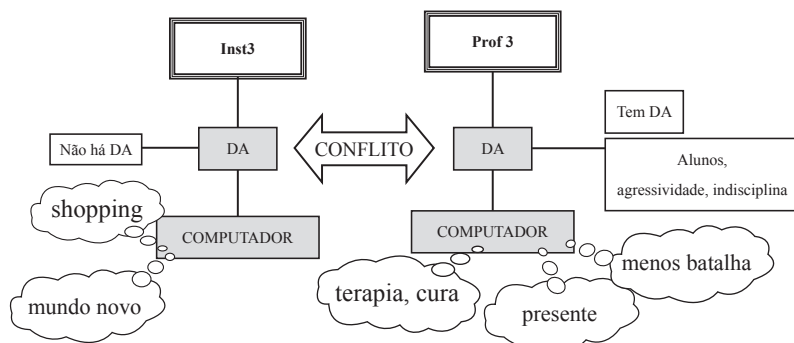 Inst3
Prof 3
Tem DA
Não há DA
DA
CONFLITO
DA
Alunos,
agressividade, indisciplina
shopping
COMPUTADOR
COMPUTADOR
menos batalha
mundo novo
terapia, cura
presente